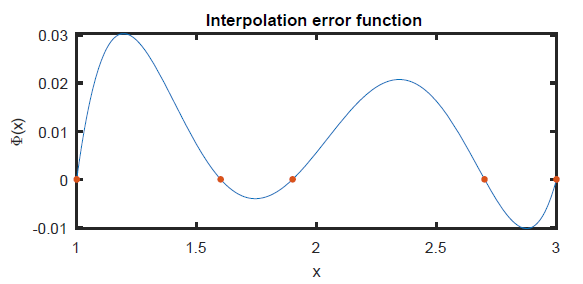 Interpolation error function
0.03
0.02
0.01
0
-0.01
Φ(x)
1 1.5 2 2.5 3
x